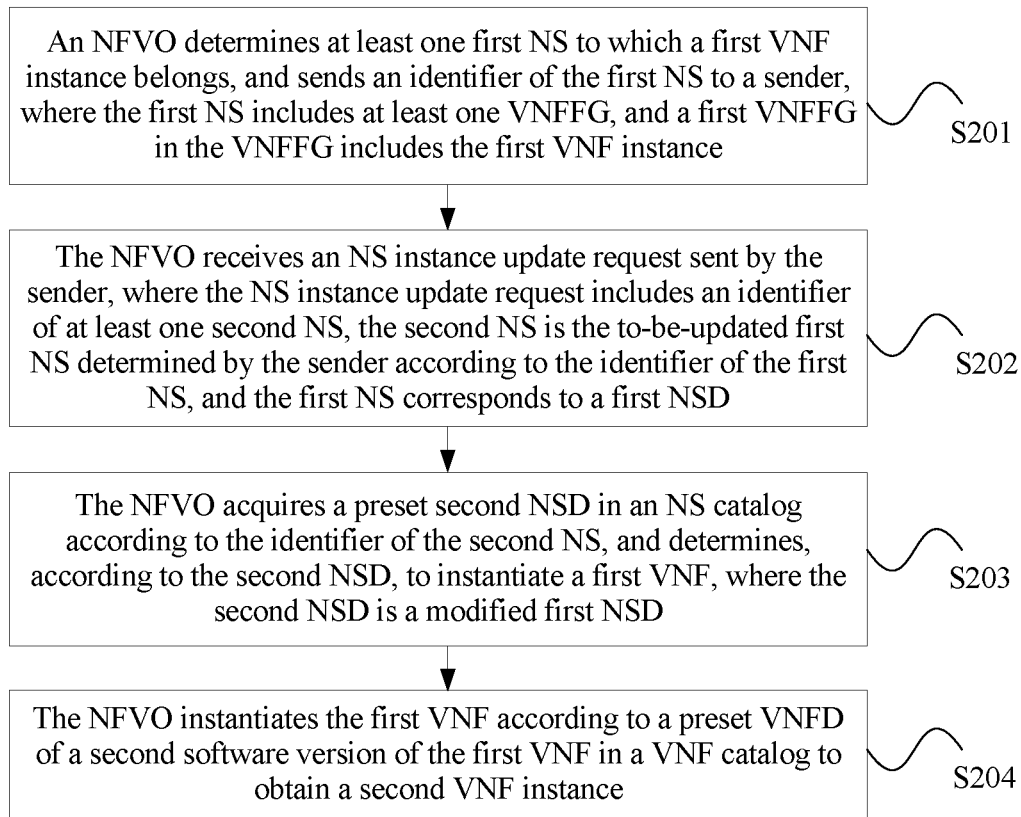 An NFVO determines at least one first NS to which a first VNF
instance belongs, and sends an identifier of the first NS to a sender,
where the first NS includes at least one VNFFG, and a first VNFFG
in the VNFFG includes the first VNF instance
S201
The NFVO receives an NS instance update request sent by the
sender, where the NS instance update request includes an identifier
of at least one second NS, the second NS is the to-be-updated first
NS determined by the sender according to the identifier of the first
NS, and the first NS corresponds to a first NSD
S202
The NFVO acquires a preset second NSD in an NS catalog
according to the identifier of the second NS, and determines,
according to the second NSD, to instantiate a first VNF, where the
second NSD is a modified first NSD
S203
The NFVO instantiates the first VNF according to a preset VNFD
of a second software version of the first VNF in a VNF catalog to
obtain a second VNF instance
S204